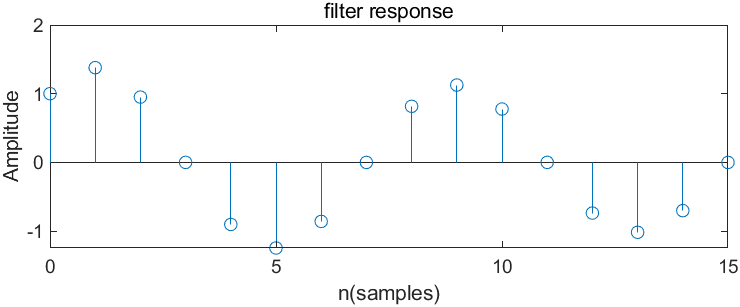 filter response
2
1
0
-1
Amplitude
0 5 10 15
n(samples)